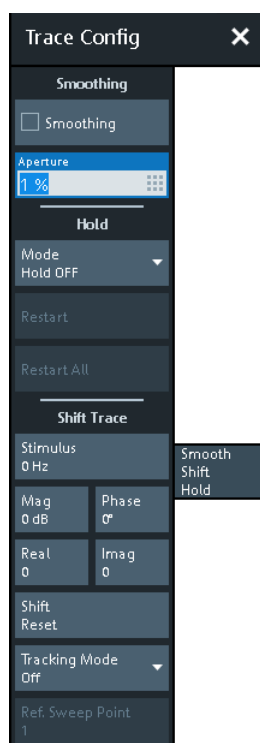 Trace Config
Smoothing
Smoothing
Aperture
1 %
Hold
Mode
Hold OFF
Restart
Restart All
Shift Trace
Stimulus
0 Hz
Mag
0 dB
Phase
0°
Real
0
Imag
0
Shift
Reset
Tracking Mode
Off
Ref. Sweep Point
1
Smooth
Shift
Hold